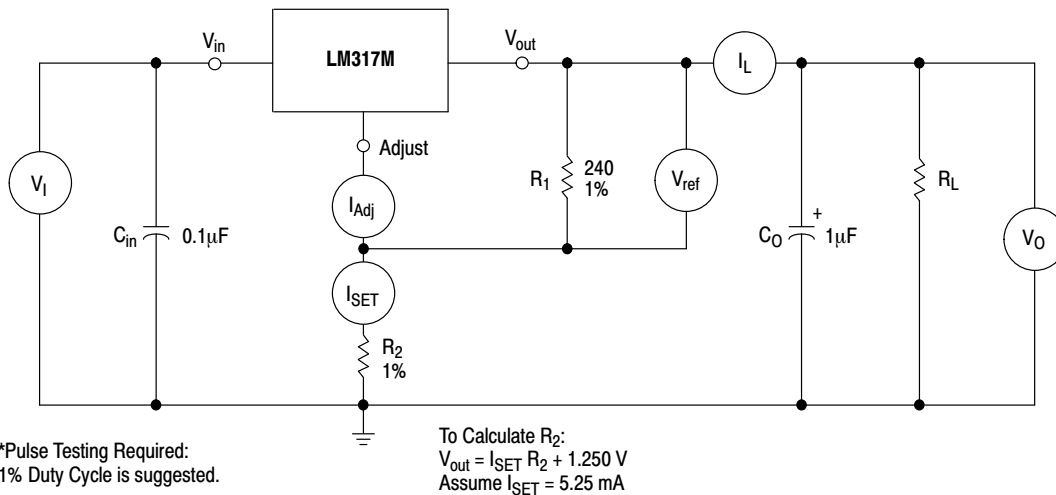 V_in
LM317M
V_out
I_L
Adjust
V_I
C_in
0.1μF
I_Adj
R_1
240
1%
V_ref
C_O
+
1μF
R_L
V_O
I_SET
R_2
1%
*Pulse Testing Required:
1% Duty Cycle is suggested.
To Calculate R_2:
V_out = I_SET R_2 + 1.250 V
Assume I_SET = 5.25 mA